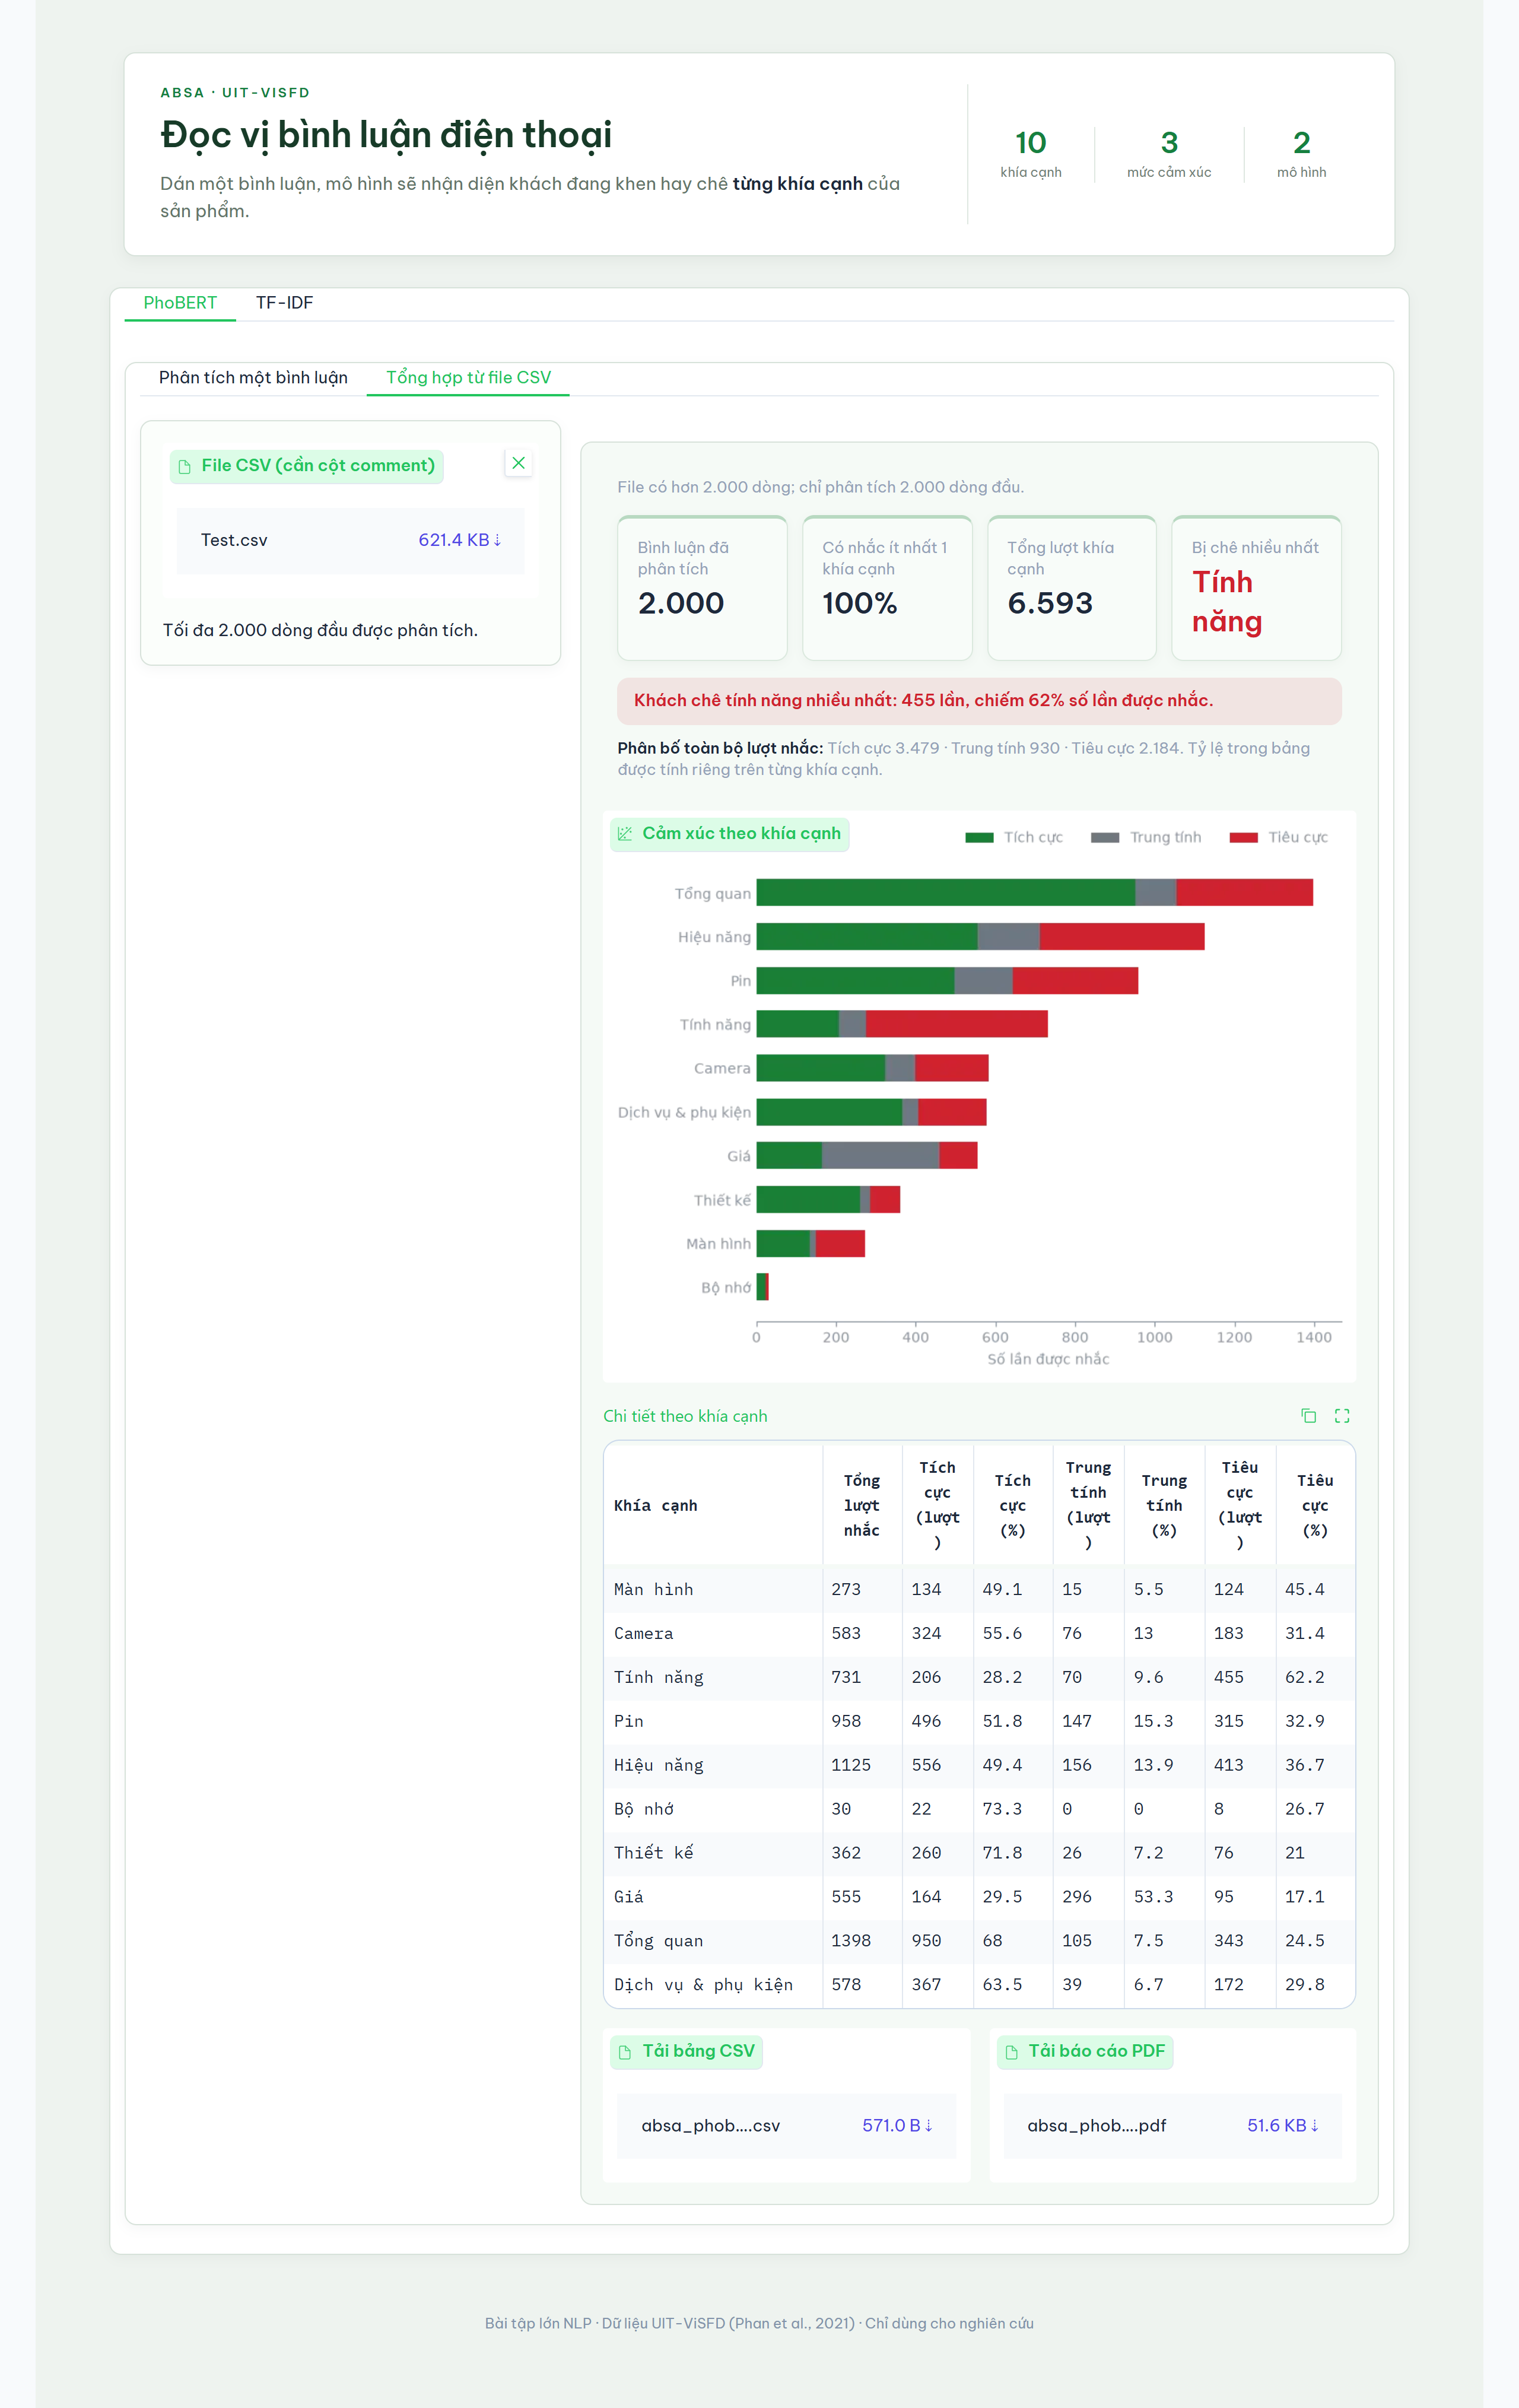 ABSA · UIT-VISFD
Đọc vị bình luận điện thoại
Dán một bình luận, mô hình sẽ nhận diện khách đang khen hay chê từng khía cạnh của
sản phẩm.
10
khía cạnh
3
mức cảm xúc
2
mô hình
PhoBERT
TF-IDF
Phân tích một bình luận
Tổng hợp từ file CSV
File CSV (cần cột comment)
Test.csv
621.4 KB ⇣
Tối đa 2.000 dòng đầu được phân tích.
File có hơn 2.000 dòng; chỉ phân tích 2.000 dòng đầu.
Bình luận đã
phân tích
2.000
Có nhắc ít nhất 1
khía cạnh
100%
Tổng lượt khía
cạnh
6.593
Bị chê nhiều nhất
Tính
năng
Khách chê tính năng nhiều nhất: 455 lần, chiếm 62% số lần được nhắc.
Phân bố toàn bộ lượt nhắc: Tích cực 3.479 · Trung tính 930 · Tiêu cực 2.184. Tỷ lệ trong bảng
được tính riêng trên từng khía cạnh.
Cảm xúc theo khía cạnh
Tích cực
Trung tính
Tiêu cực
Tổng quan
Hiệu năng
Pin
Tính năng
Camera
Dịch vụ & phụ kiện
Giá
Thiết kế
Màn hình
Bộ nhớ
0 200 400 600 800 1000 1200 1400
Số lần được nhắc
Chi tiết theo khía cạnh
Khía cạnh
Tổng
lượt
nhắc
Tích
cực
(lượt
)
Tích
cực
(%)
Trung
tính
(lượt
)
Trung
tính
(%)
Tiêu
cực
(lượt
)
Tiêu
cực
(%)
Màn hình 273 134 49.1 15 5.5 124 45.4
Camera 583 324 55.6 76 13 183 31.4
Tính năng 731 206 28.2 70 9.6 455 62.2
Pin 958 496 51.8 147 15.3 315 32.9
Hiệu năng 1125 556 49.4 156 13.9 413 36.7
Bộ nhớ 30 22 73.3 0 0 8 26.7
Thiết kế 362 260 71.8 26 7.2 76 21
Giá 555 164 29.5 296 53.3 95 17.1
Tổng quan 1398 950 68 105 7.5 343 24.5
Dịch vụ & phụ kiện 578 367 63.5 39 6.7 172 29.8
Tải bảng CSV
absa_phob....csv
571.0 B ⇣
Tải báo cáo PDF
absa_phob....pdf
51.6 KB ⇣
Bài tập lớn NLP · Dữ liệu UIT-ViSFD (Phan et al., 2021) · Chỉ dùng cho nghiên cứu